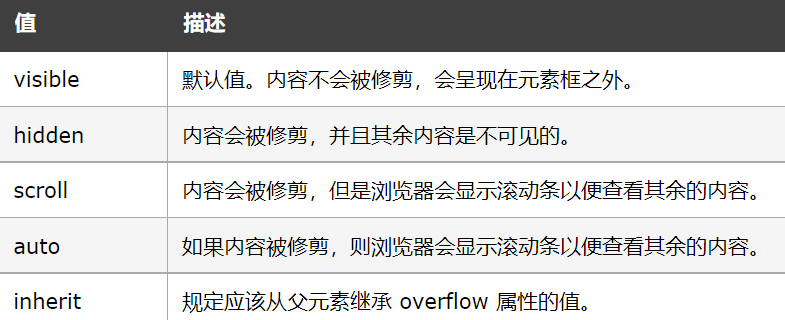 值 描述
visible 默认值。内容不会被修剪，会呈现在元素框之外。
hidden 内容会被修剪，并且其余内容是不可见的。
scroll 内容会被修剪，但是浏览器会显示滚动条以便查看其余的内容。
auto 如果内容被修剪，则浏览器会显示滚动条以便查看其余的内容。
inherit 规定应该从父元素继承 overflow 属性的值。